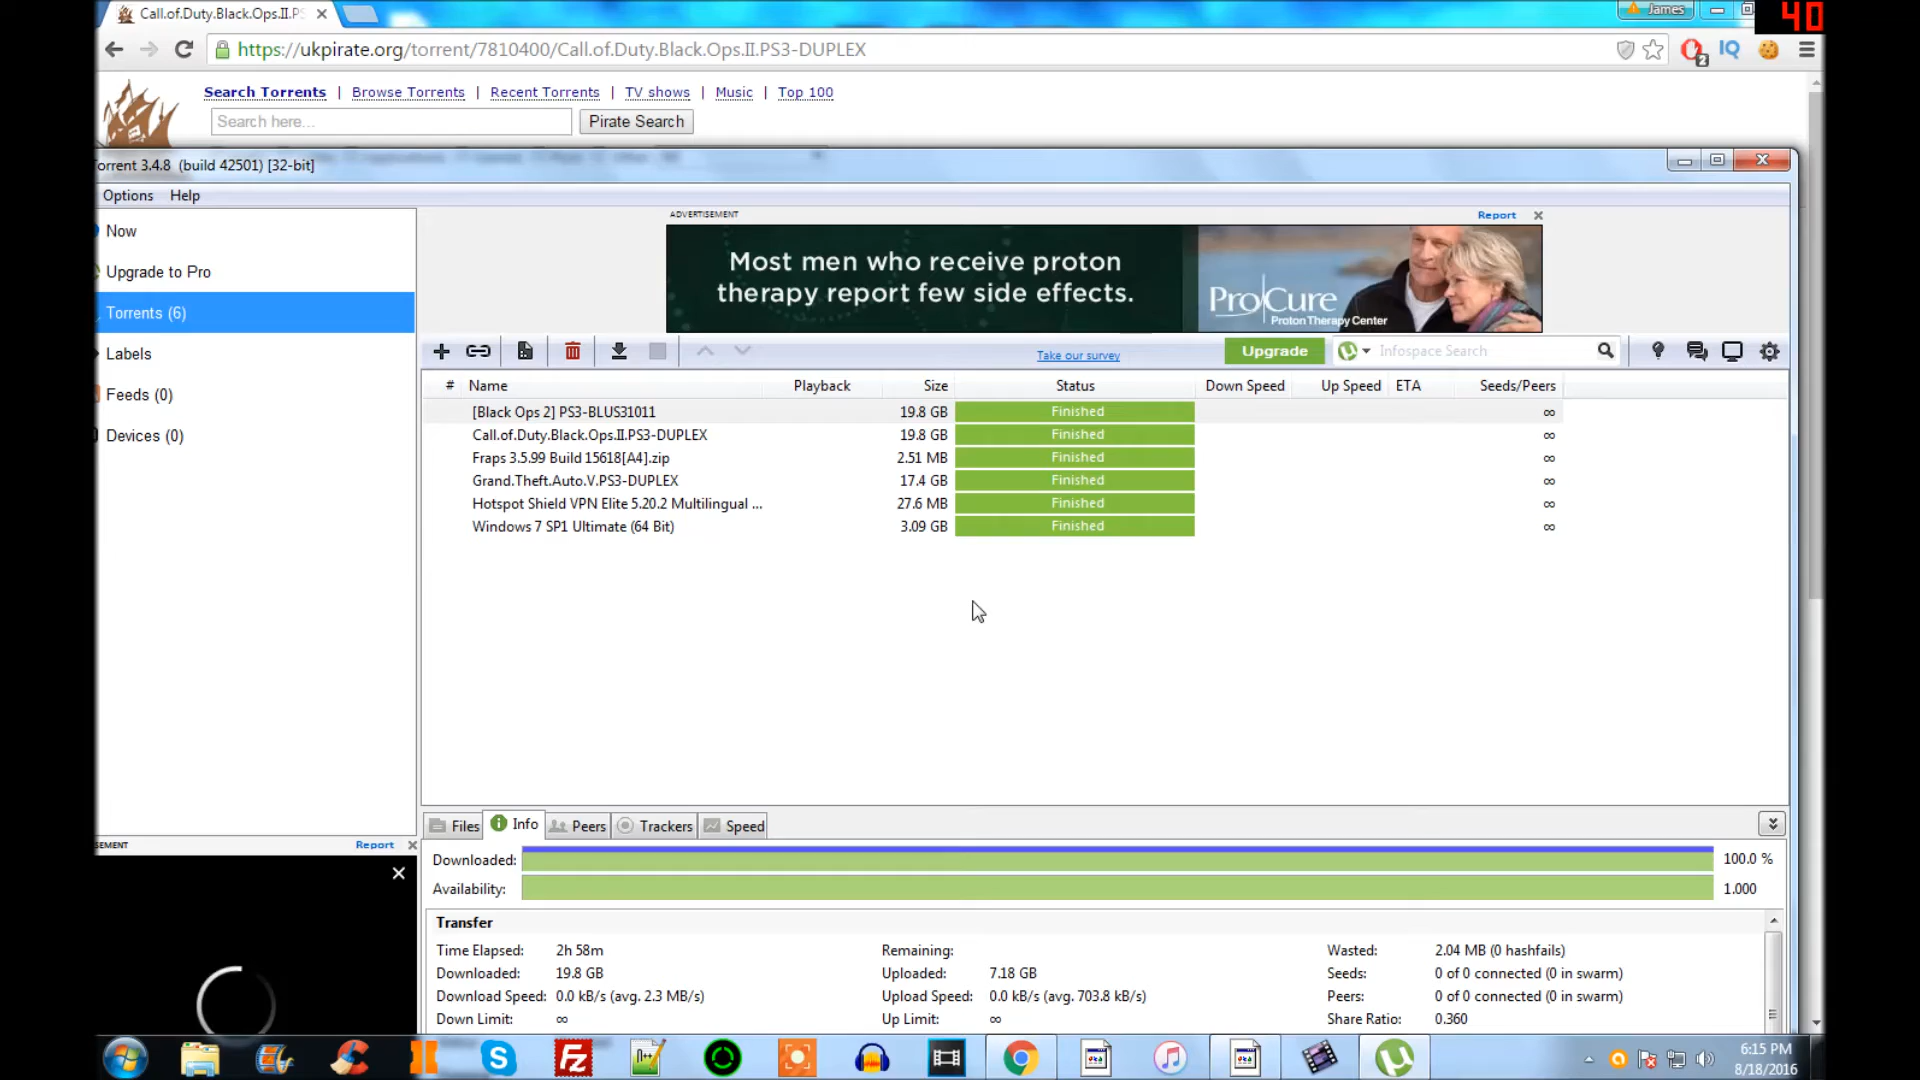 Call.of.Duty.Black.Ops.II.PS
James
40
https://ukpirate.org/torrent/7810400/Call.of.Duty.Black.Ops.II.PS3-DUPLEX
2
IQ
Search Torrents | Browse Torrents | Recent Torrents | TV shows | Music | Top 100
Search here...
Pirate Search
Torrent 3.4.8 (build 42501) [32-bit]
Options Help
Now
Upgrade to Pro
Torrents (6)
Labels
Feeds (0)
Devices (0)
ADVERTISEMENT
Report
Most men who receive proton
therapy report few side effects.
ProCure
Proton Therapy Center
Take our survey
Upgrade
Infospace Search
# Name Playback Size Status Down Speed Up Speed ETA Seeds/Peers
[Black Ops 2] PS3-BLUS31011 19.8 GB Finished ∞
Call.of.Duty.Black.Ops.II.PS3-DUPLEX 19.8 GB Finished ∞
Fraps 3.5.99 Build 15618[A4].zip 2.51 MB Finished ∞
Grand.Theft.Auto.V.PS3-DUPLEX 17.4 GB Finished ∞
Hotspot Shield VPN Elite 5.20.2 Multilingual ... 27.6 MB Finished ∞
Windows 7 SP1 Ultimate (64 Bit) 3.09 GB Finished ∞
Files Info Peers Trackers Speed
SEMENT
Report
Downloaded: 100.0 %
Availability: 1.000
Transfer
Time Elapsed: 2h 58m Remaining: Wasted: 2.04 MB (0 hashfails)
Downloaded: 19.8 GB Uploaded: 7.18 GB Seeds: 0 of 0 connected (0 in swarm)
Download Speed: 0.0 kB/s (avg. 2.3 MB/s) Upload Speed: 0.0 kB/s (avg. 703.8 kB/s) Peers: 0 of 0 connected (0 in swarm)
Down Limit: ∞ Up Limit: ∞ Share Ratio: 0.360
6:15 PM
8/18/2016